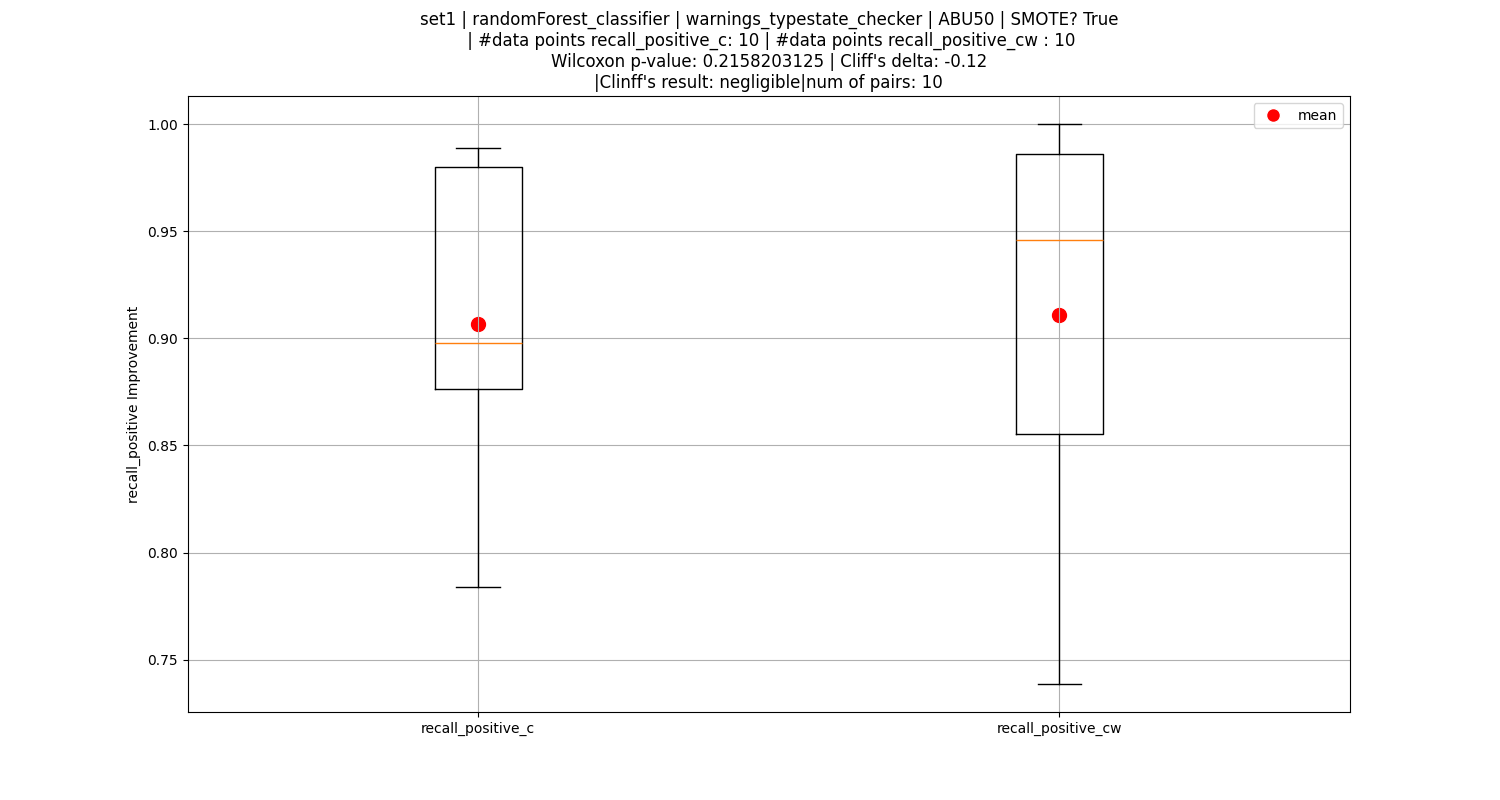 set1 | randomForest_classifier | warnings_typestate_checker | ABU50 | SMOTE? True
| #data points recall_positive_c: 10 | #data points recall_positive_cw : 10
Wilcoxon p-value: 0.2158203125 | Cliff's delta: -0.12
|Clinff's result: negligible|num of pairs: 10
mean
1.00
0.95
0.90
0.85
0.80
0.75
recall_positive Improvement
recall_positive_c
recall_positive_cw